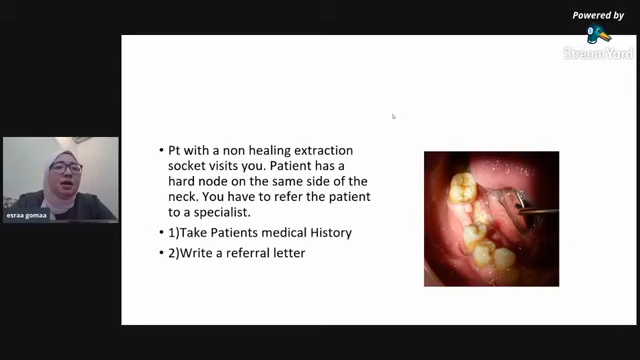 Powered by
StreamYard
• Pt with a non healing extraction
socket visits you. Patient has a
hard node on the same side of the
neck. You have to refer the patient
to a specialist.
• 1)Take Patients medical History
• 2)Write a referral letter
esraa gomaa